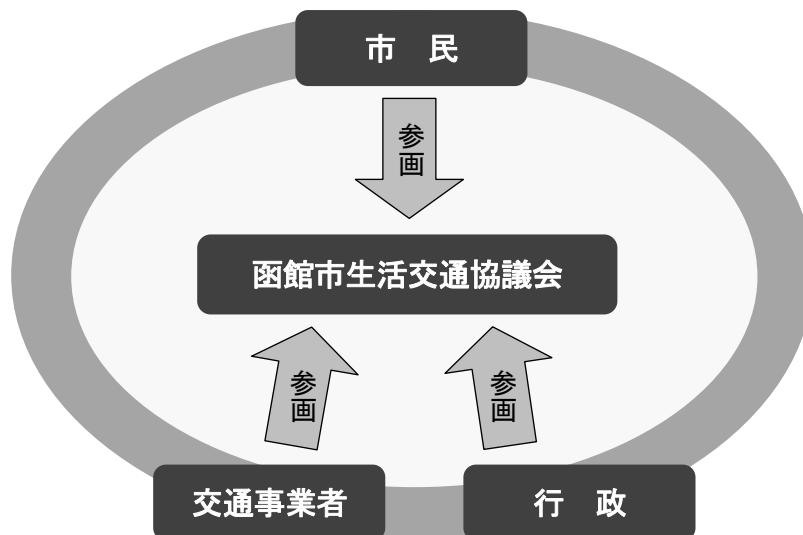 市　民
参画
函館市生活交通協議会
参画
参画
交通事業者
行　政